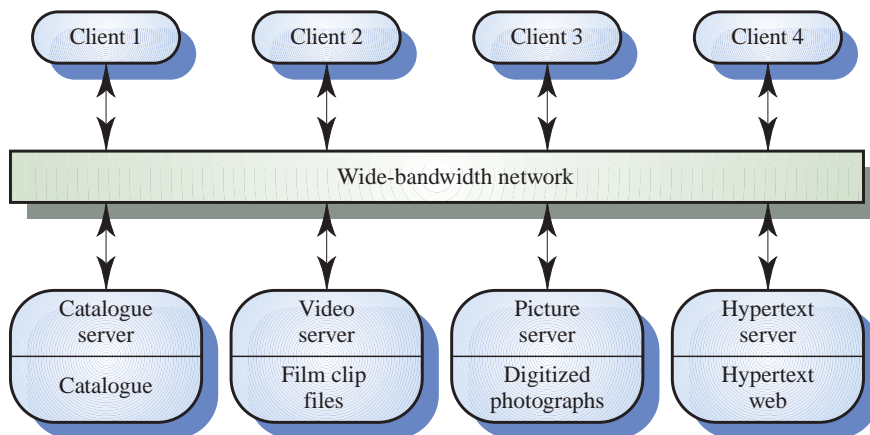 Client 1
Client 2
Client 3
Client 4
Wide-bandwidth network
Catalogue
server
Catalogue
Video
server
Film clip
files
Picture
server
Digitized
photographs
Hypertext
server
Hypertext
web